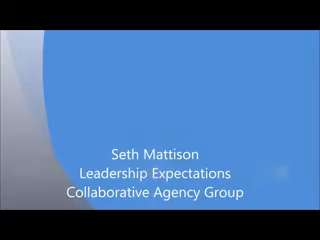 Seth Mattison
Leadership Expectations
Collaborative Agency Group